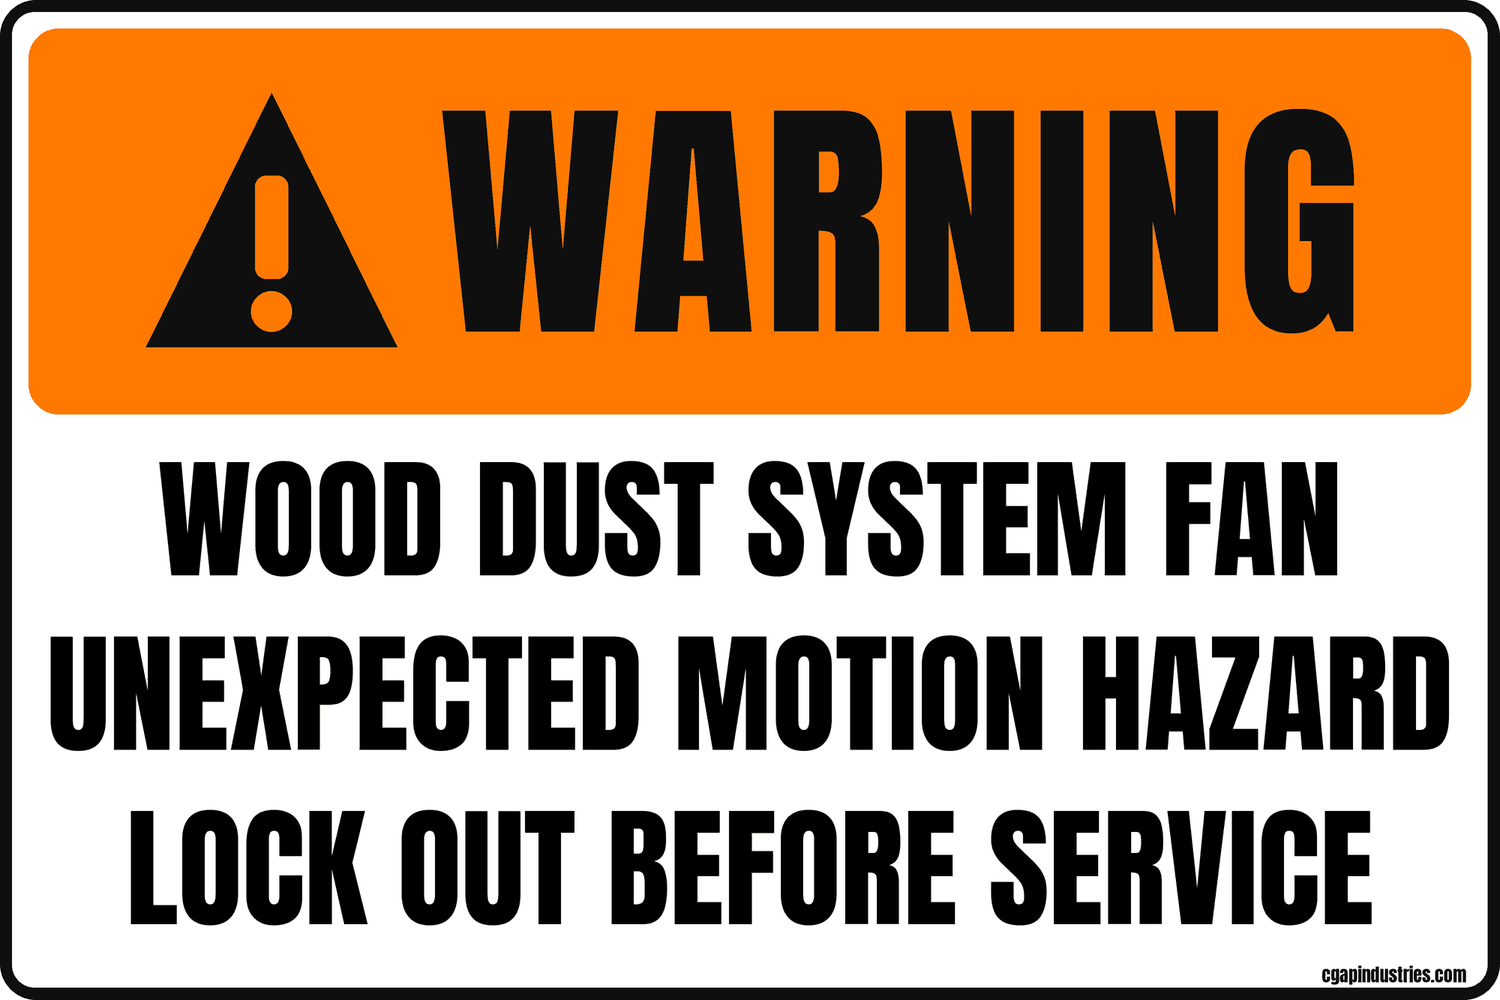 WARNING
WOOD DUST SYSTEM FAN
UNEXPECTED MOTION HAZARD
LOCK OUT BEFORE SERVICE
cgapindustries.com